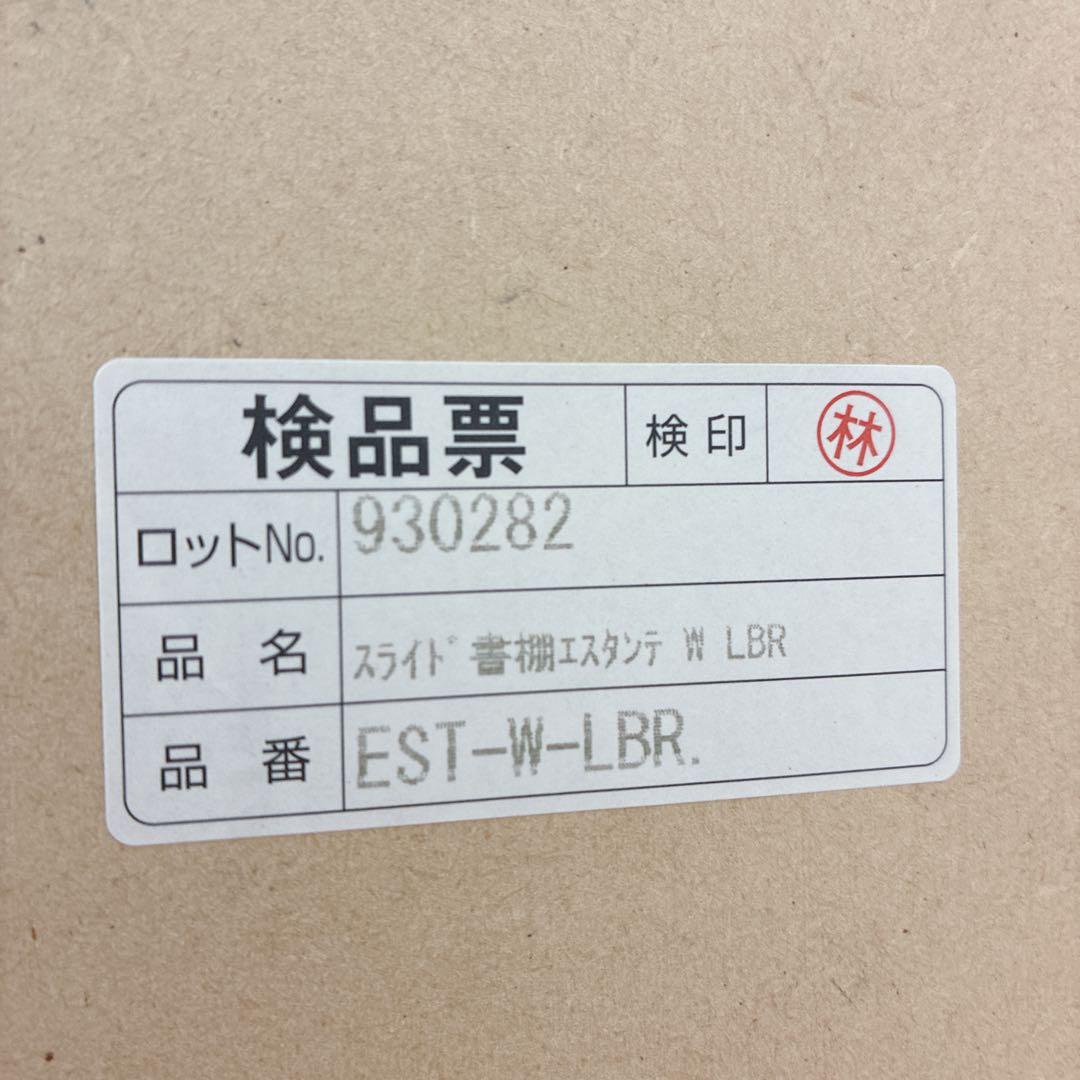 検品票 検印 林
ロットNo. 930282
品名 ｽﾗｲﾄﾞ書棚ｴｽﾀﾝﾃ W LBR
品番 EST-W-LBR.